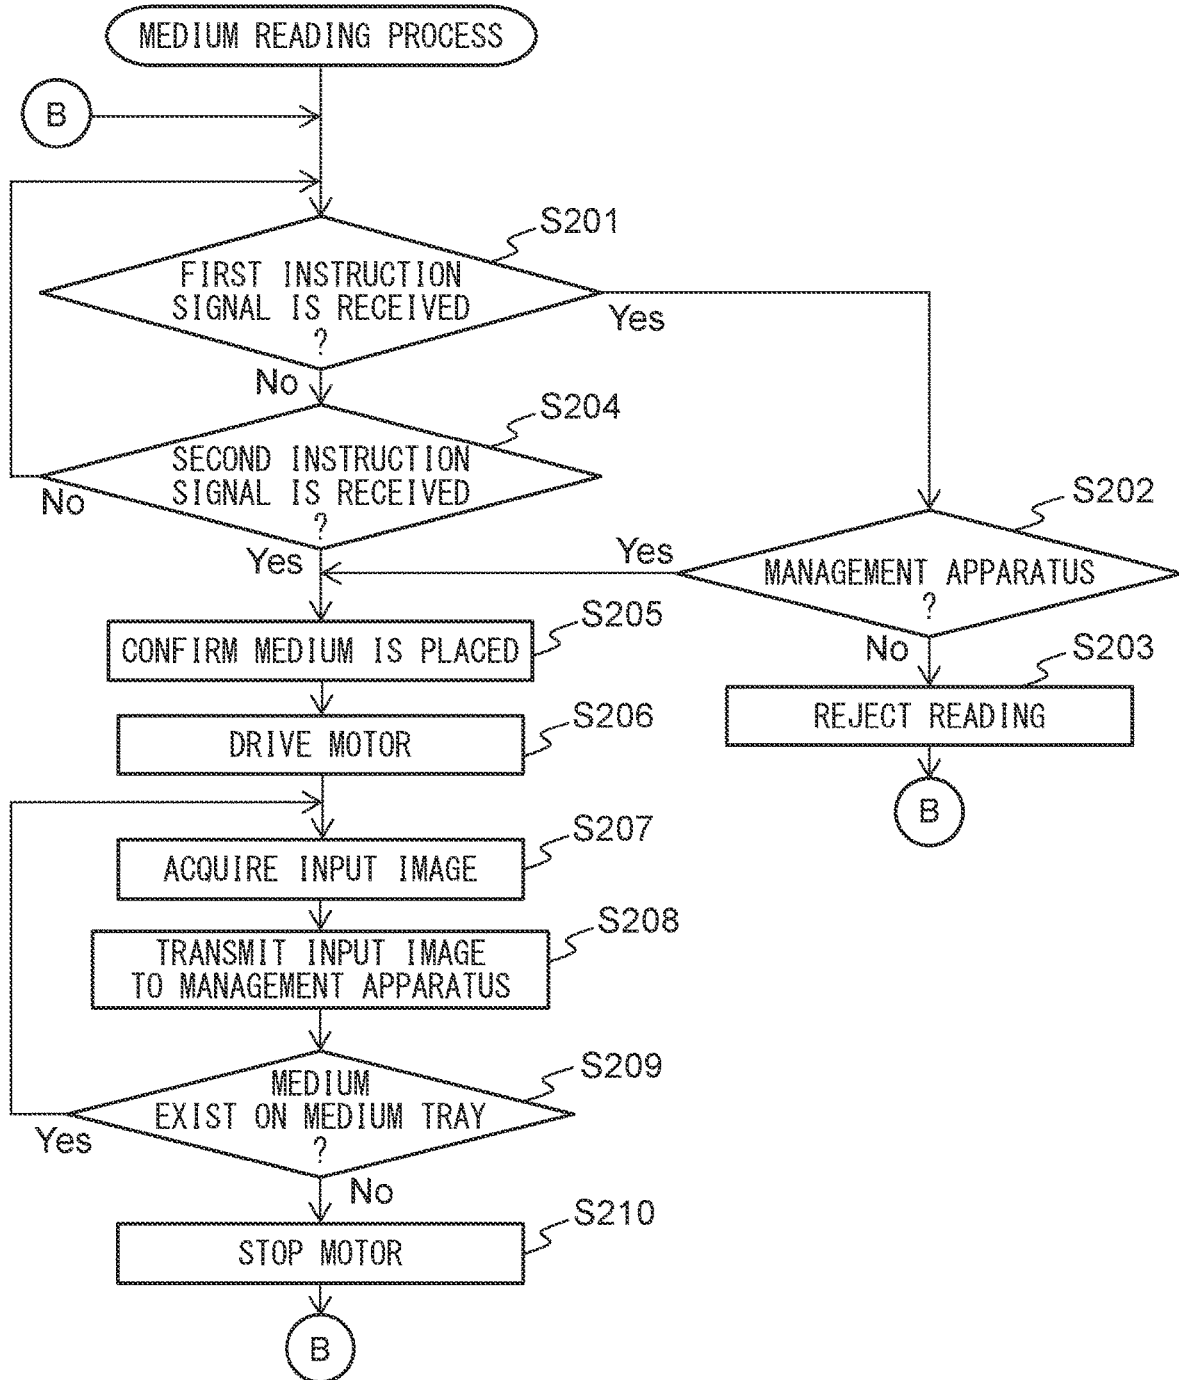 MEDIUM READING PROCESS
B
S201
FIRST INSTRUCTION
SIGNAL IS RECEIVED
?
Yes
No
S204
SECOND INSTRUCTION
SIGNAL IS RECEIVED
?
No
Yes
S202
Yes
MANAGEMENT APPARATUS
?
No
S203
REJECT READING
B
S205
CONFIRM MEDIUM IS PLACED
S206
DRIVE MOTOR
S207
ACQUIRE INPUT IMAGE
S208
TRANSMIT INPUT IMAGE
TO MANAGEMENT APPARATUS
S209
MEDIUM
EXIST ON MEDIUM TRAY
?
Yes
No
S210
STOP MOTOR
B